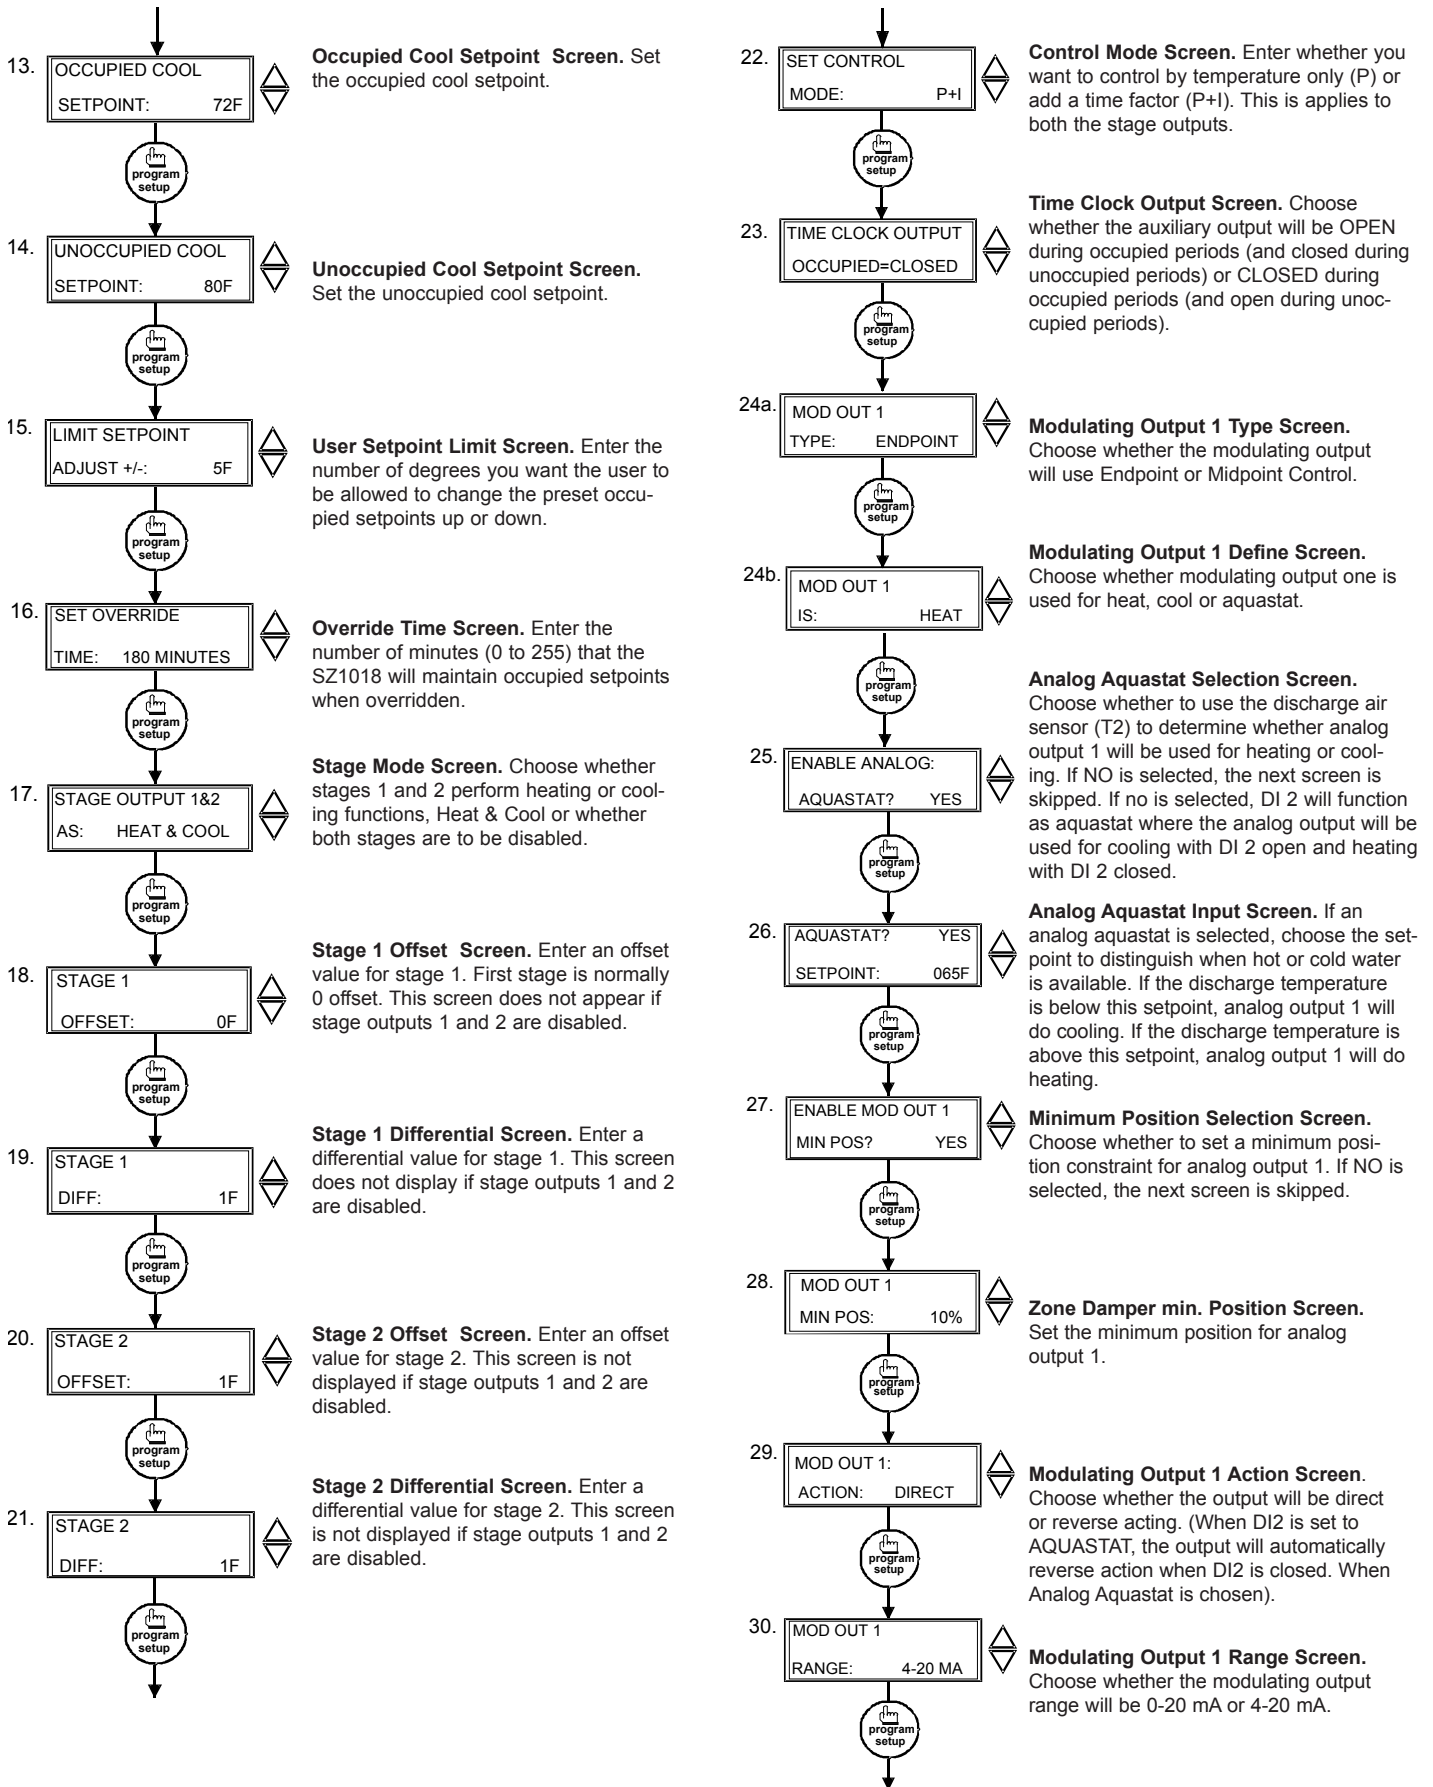 13.
OCCUPIED COOL
SETPOINT: 72F
Occupied Cool Setpoint Screen. Set
the occupied cool setpoint.
program
setup
14.
UNOCCUPIED COOL
SETPOINT: 80F
Unoccupied Cool Setpoint Screen.
Set the unoccupied cool setpoint.
program
setup
15.
LIMIT SETPOINT
ADJUST +/-: 5F
User Setpoint Limit Screen. Enter the
number of degrees you want the user to
be allowed to change the preset occu-
pied setpoints up or down.
program
setup
16.
SET OVERRIDE
TIME: 180 MINUTES
Override Time Screen. Enter the
number of minutes (0 to 255) that the
SZ1018 will maintain occupied setpoints
when overridden.
program
setup
17.
STAGE OUTPUT 1&2
AS: HEAT & COOL
Stage Mode Screen. Choose whether
stages 1 and 2 perform heating or cool-
ing functions, Heat & Cool or whether
both stages are to be disabled.
program
setup
18.
STAGE 1
OFFSET: 0F
Stage 1 Offset Screen. Enter an offset
value for stage 1. First stage is normally
0 offset. This screen does not appear if
stage outputs 1 and 2 are disabled.
program
setup
19.
STAGE 1
DIFF: 1F
Stage 1 Differential Screen. Enter a
differential value for stage 1. This screen
does not display if stage outputs 1 and 2
are disabled.
program
setup
20.
STAGE 2
OFFSET: 1F
Stage 2 Offset Screen. Enter an offset
value for stage 2. This screen is not
displayed if stage outputs 1 and 2 are
disabled.
program
setup
21.
STAGE 2
DIFF: 1F
Stage 2 Differential Screen. Enter a
differential value for stage 2. This screen
is not displayed if stage outputs 1 and 2
are disabled.
program
setup
22.
SET CONTROL
MODE: P+I
Control Mode Screen. Enter whether you
want to control by temperature only (P) or
add a time factor (P+I). This is applies to
both the stage outputs.
program
setup
23.
TIME CLOCK OUTPUT
OCCUPIED=CLOSED
Time Clock Output Screen. Choose
whether the auxiliary output will be OPEN
during occupied periods (and closed during
unoccupied periods) or CLOSED during
occupied periods (and open during unoc-
cupied periods).
program
setup
24a.
MOD OUT 1
TYPE: ENDPOINT
Modulating Output 1 Type Screen.
Choose whether the modulating output
will use Endpoint or Midpoint Control.
program
setup
24b.
MOD OUT 1
IS: HEAT
Modulating Output 1 Define Screen.
Choose whether modulating output one is
used for heat, cool or aquastat.
program
setup
25.
ENABLE ANALOG:
AQUASTAT? YES
Analog Aquastat Selection Screen.
Choose whether to use the discharge air
sensor (T2) to determine whether analog
output 1 will be used for heating or cool-
ing. If NO is selected, the next screen is
skipped. If no is selected, DI 2 will function
as aquastat where the analog output will be
used for cooling with DI 2 open and heating
with DI 2 closed.
program
setup
26.
AQUASTAT? YES
SETPOINT: 065F
Analog Aquastat Input Screen. If an
analog aquastat is selected, choose the set-
point to distinguish when hot or cold water
is available. If the discharge temperature
is below this setpoint, analog output 1 will
do cooling. If the discharge temperature is
above this setpoint, analog output 1 will do
heating.
program
setup
27.
ENABLE MOD OUT 1
MIN POS? YES
Minimum Position Selection Screen.
Choose whether to set a minimum posi-
tion constraint for analog output 1. If NO is
selected, the next screen is skipped.
program
setup
28.
MOD OUT 1
MIN POS: 10%
Zone Damper min. Position Screen.
Set the minimum position for analog
output 1.
program
setup
29.
MOD OUT 1:
ACTION: DIRECT
Modulating Output 1 Action Screen.
Choose whether the output will be direct
or reverse acting. (When DI2 is set to
AQUASTAT, the output will automatically
reverse action when DI2 is closed. When
Analog Aquastat is chosen).
program
setup
30.
MOD OUT 1
RANGE: 4-20 MA
Modulating Output 1 Range Screen.
Choose whether the modulating output
range will be 0-20 mA or 4-20 mA.
program
setup